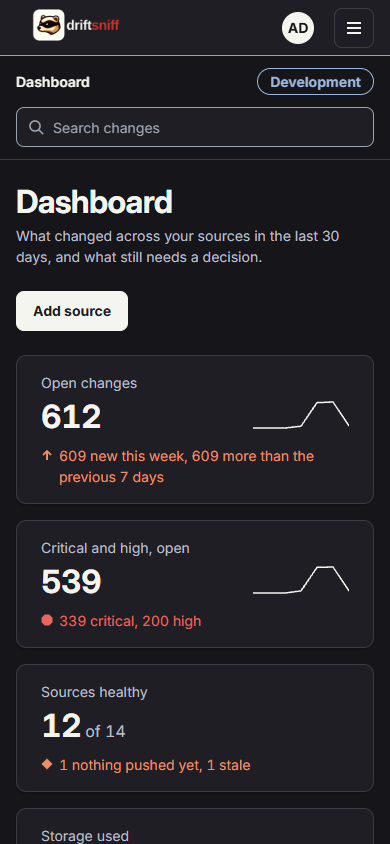 driftsniff
AD
Dashboard
Development
Search changes
Dashboard
What changed across your sources in the last 30
days, and what still needs a decision.
Add source
Open changes
612
609 new this week, 609 more than the
previous 7 days
Critical and high, open
539
339 critical, 200 high
Sources healthy
12 of 14
1 nothing pushed yet, 1 stale
Storage used